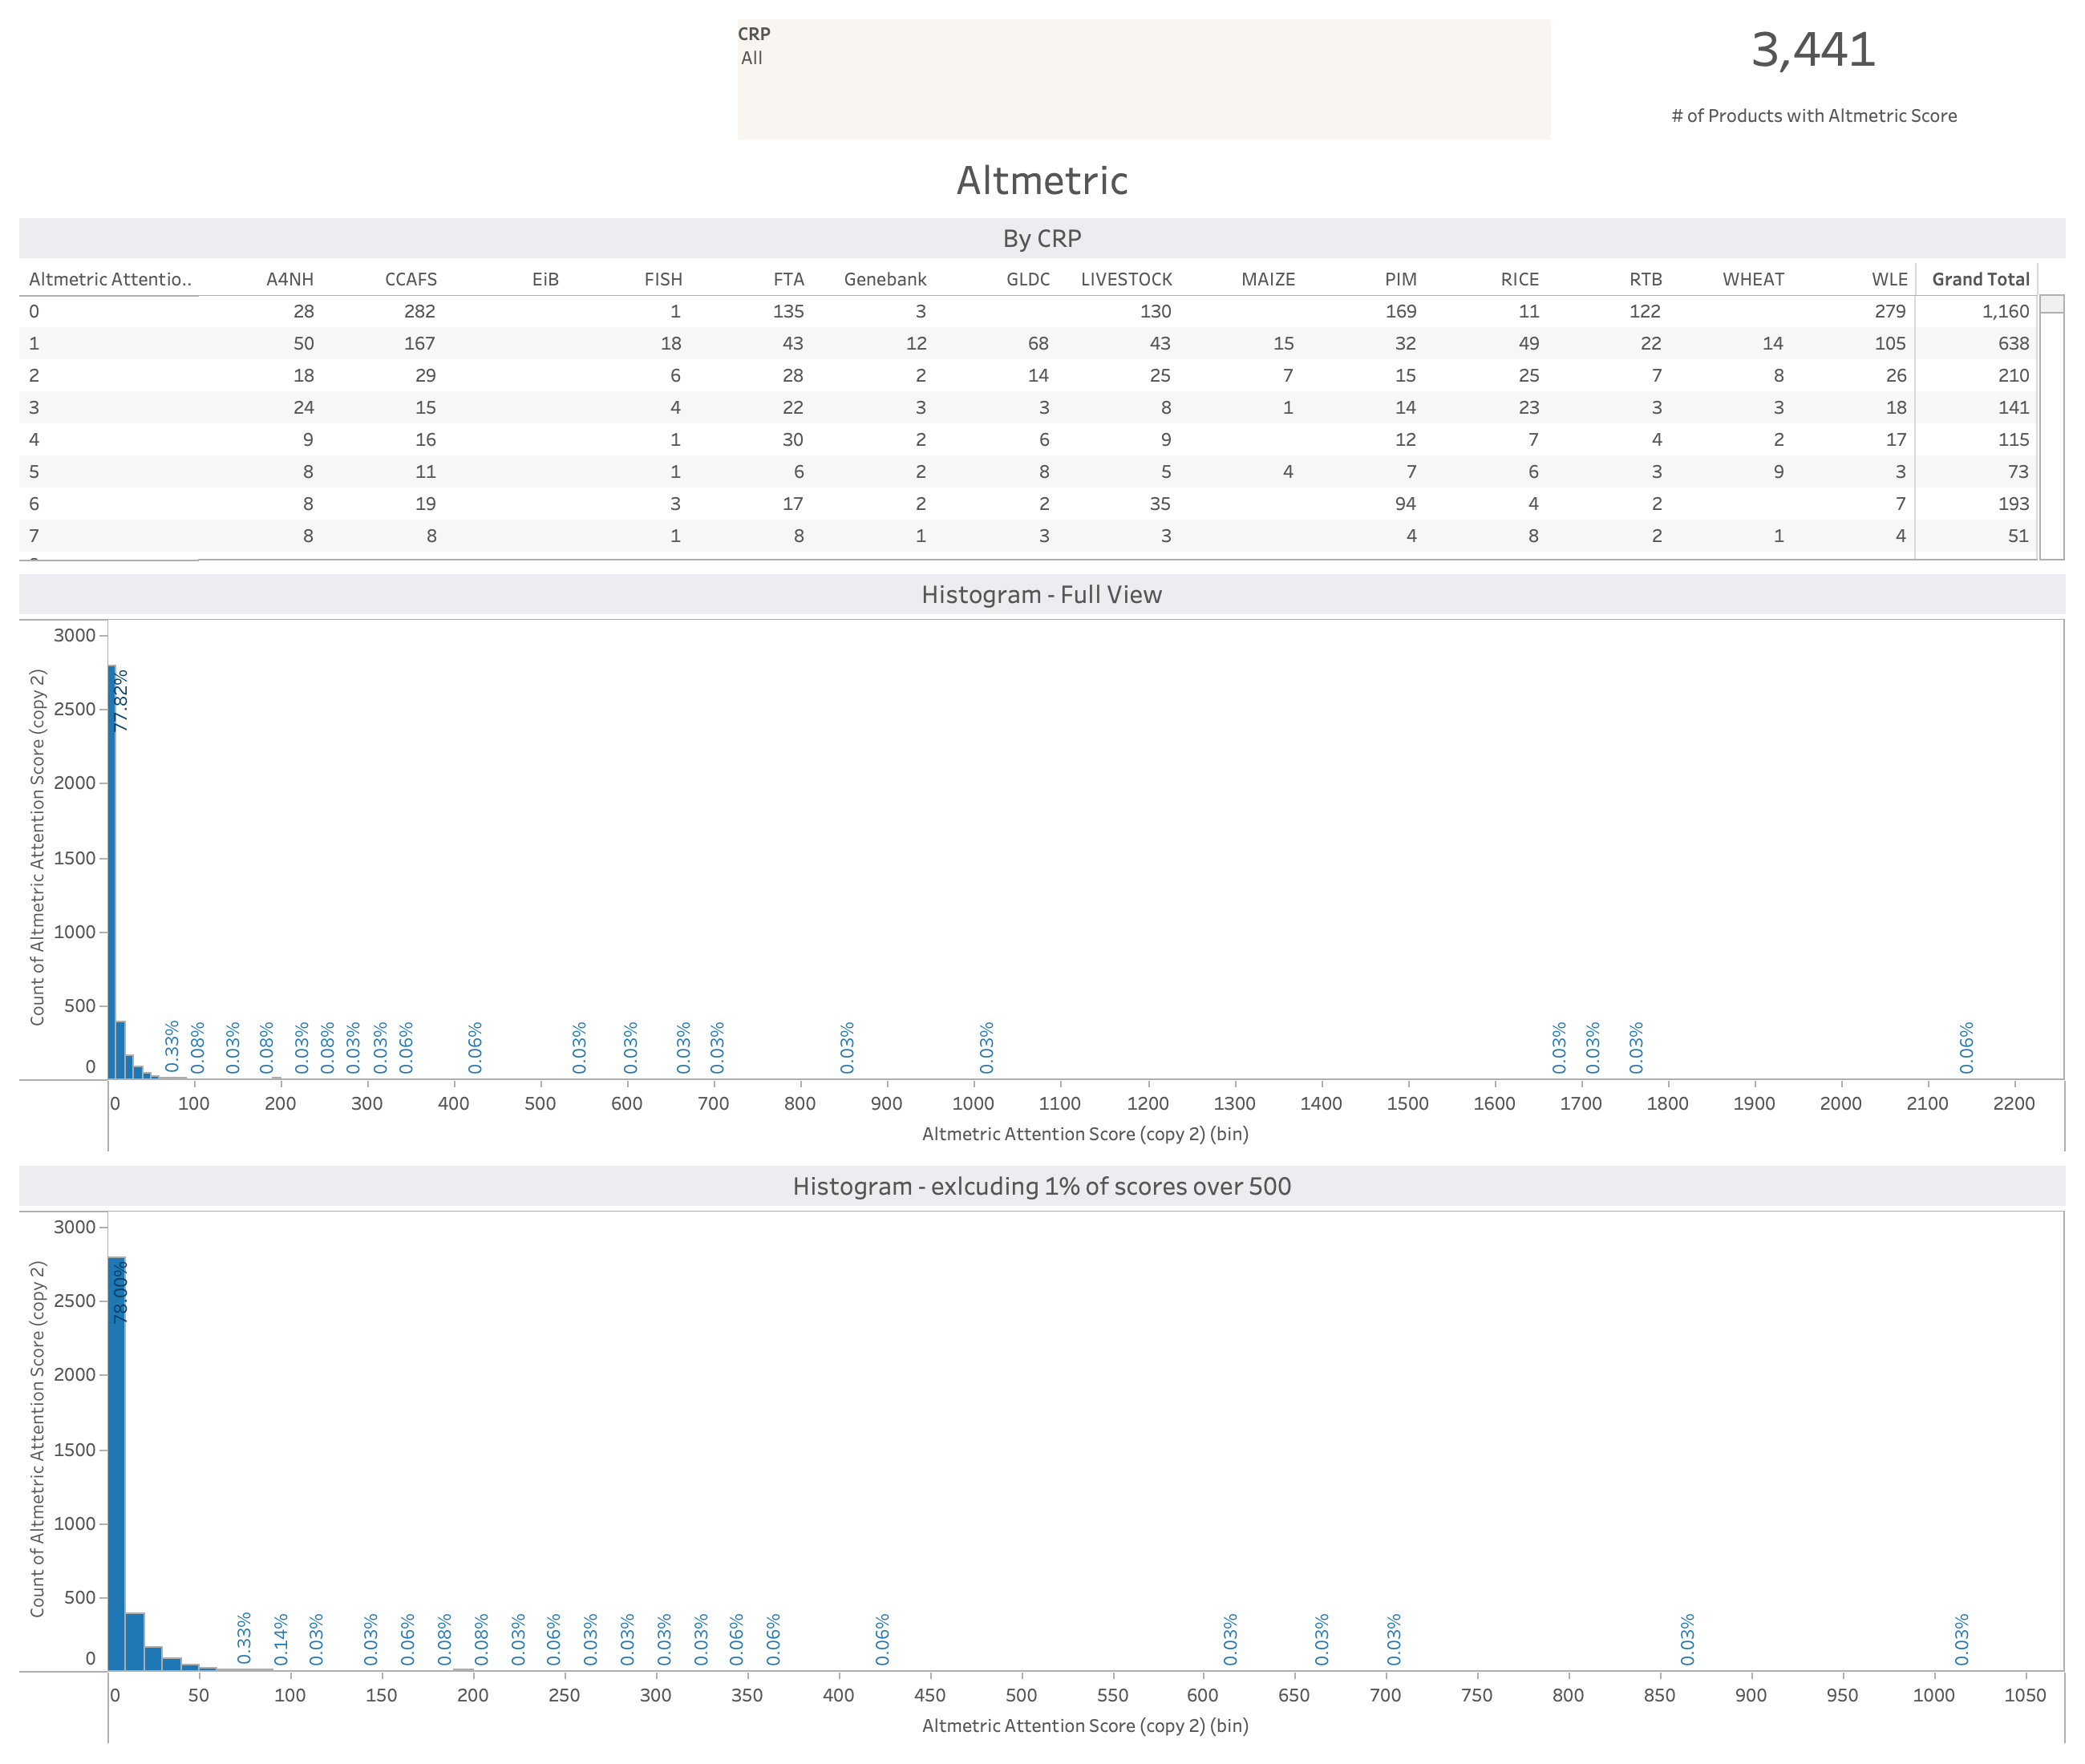 CRP
All
3,441
# of Products with Altmetric Score
Altmetric
By CRP
Altmetric Attentio.. A4NH CCAFS EiB FISH FTA Genebank GLDC LIVESTOCK MAIZE PIM RICE RTB WHEAT WLE Grand Total
0 28 282 1 135 3 130 169 11 122 279 1,160
1 50 167 18 43 12 68 43 15 32 49 22 14 105 638
2 18 29 6 28 2 14 25 7 15 25 7 8 26 210
3 24 15 4 22 3 3 8 1 14 23 3 3 18 141
4 9 16 1 30 2 6 9 12 7 4 2 17 115
5 8 11 1 6 2 8 5 4 7 6 3 9 3 73
6 8 19 3 17 2 2 35 94 4 2 7 193
7 8 8 1 8 1 3 3 4 8 2 1 4 51
Histogram - Full View
Count of Altmetric Attention Score (copy 2)
3000
2500
2000
1500
1000
500
0
77.82% 0.33% 0.08% 0.03% 0.08% 0.03% 0.08% 0.03% 0.03% 0.06% 0.06% 0.03% 0.03% 0.03% 0.03% 0.03% 0.03% 0.03% 0.03% 0.03% 0.06%
0 100 200 300 400 500 600 700 800 900 1000 1100 1200 1300 1400 1500 1600 1700 1800 1900 2000 2100 2200
Altmetric Attention Score (copy 2) (bin)
Histogram - exlcuding 1% of scores over 500
Count of Altmetric Attention Score (copy 2)
3000
2500
2000
1500
1000
500
0
78.00% 0.33% 0.14% 0.03% 0.03% 0.06% 0.08% 0.08% 0.03% 0.06% 0.03% 0.03% 0.03% 0.03% 0.06% 0.06% 0.06% 0.03% 0.03% 0.03% 0.03% 0.03%
0 50 100 150 200 250 300 350 400 450 500 550 600 650 700 750 800 850 900 950 1000 1050
Altmetric Attention Score (copy 2) (bin)